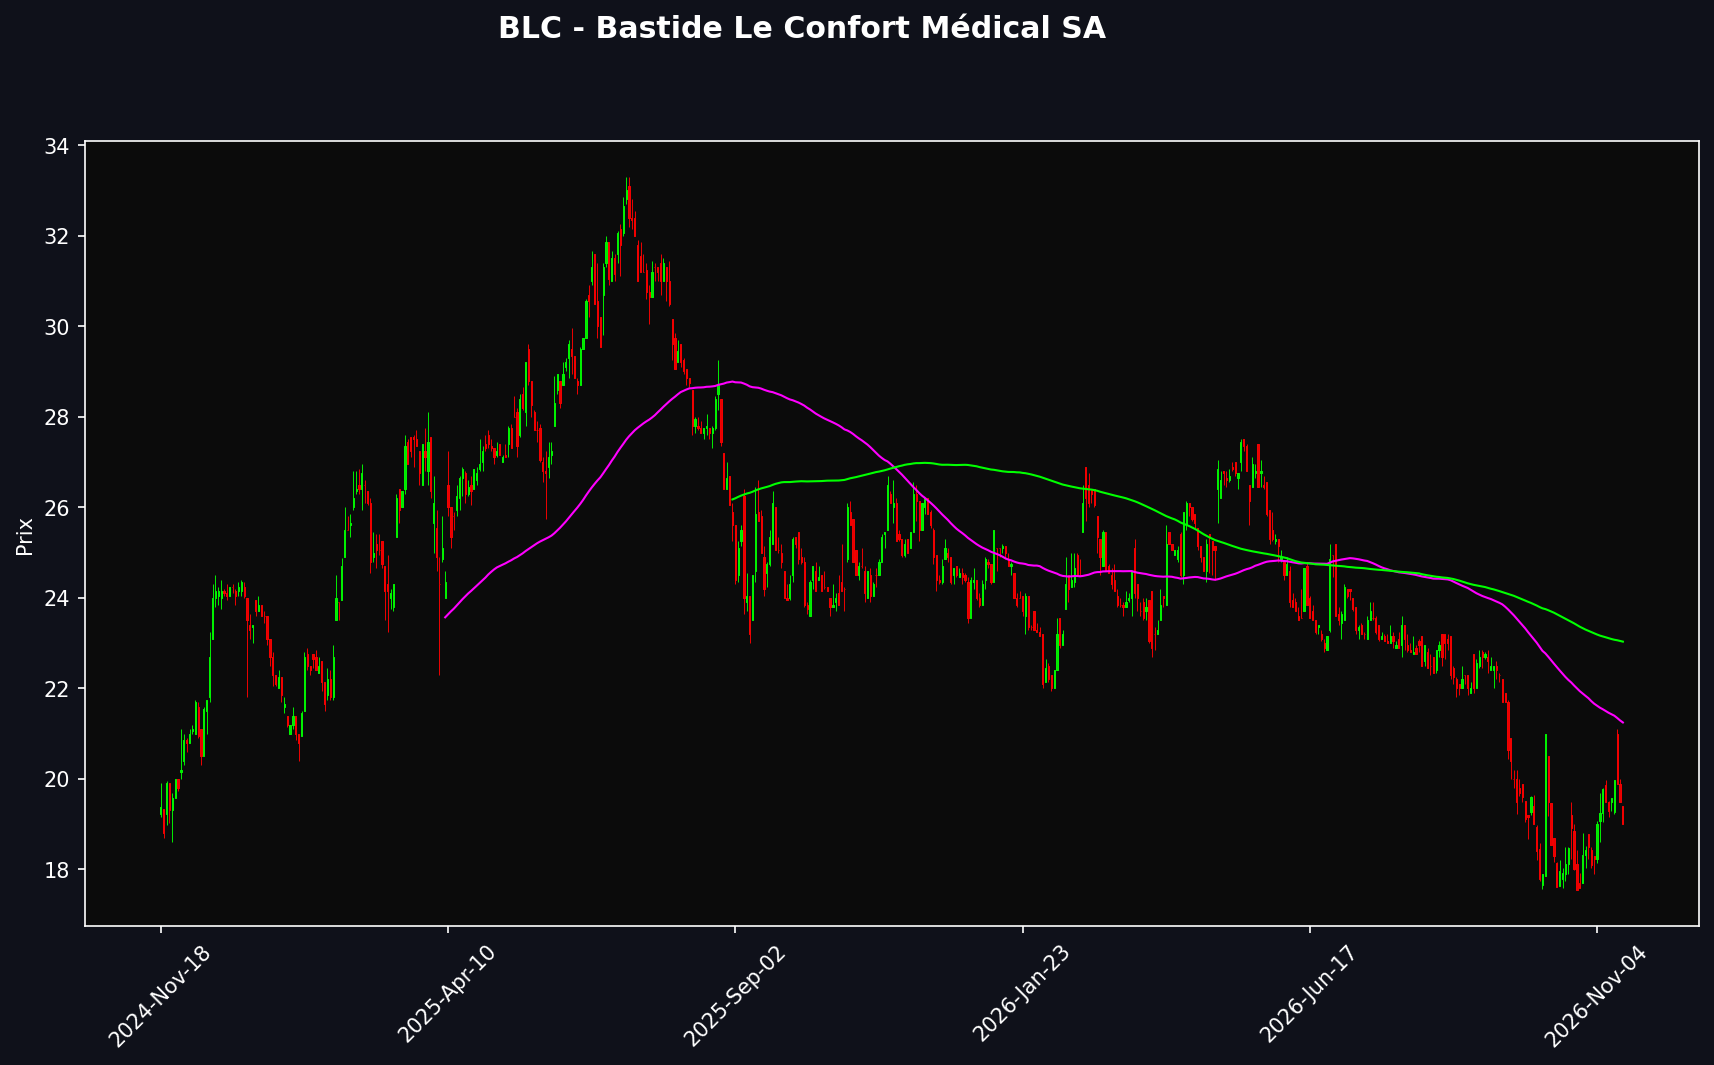 BLC - Bastide Le Confort Médical SA
Prix
34
32
30
28
26
24
22
20
18
2024-Nov-18
2025-Apr-10
2025-Sep-02
2026-Jan-23
2026-Jun-17
2026-Nov-04